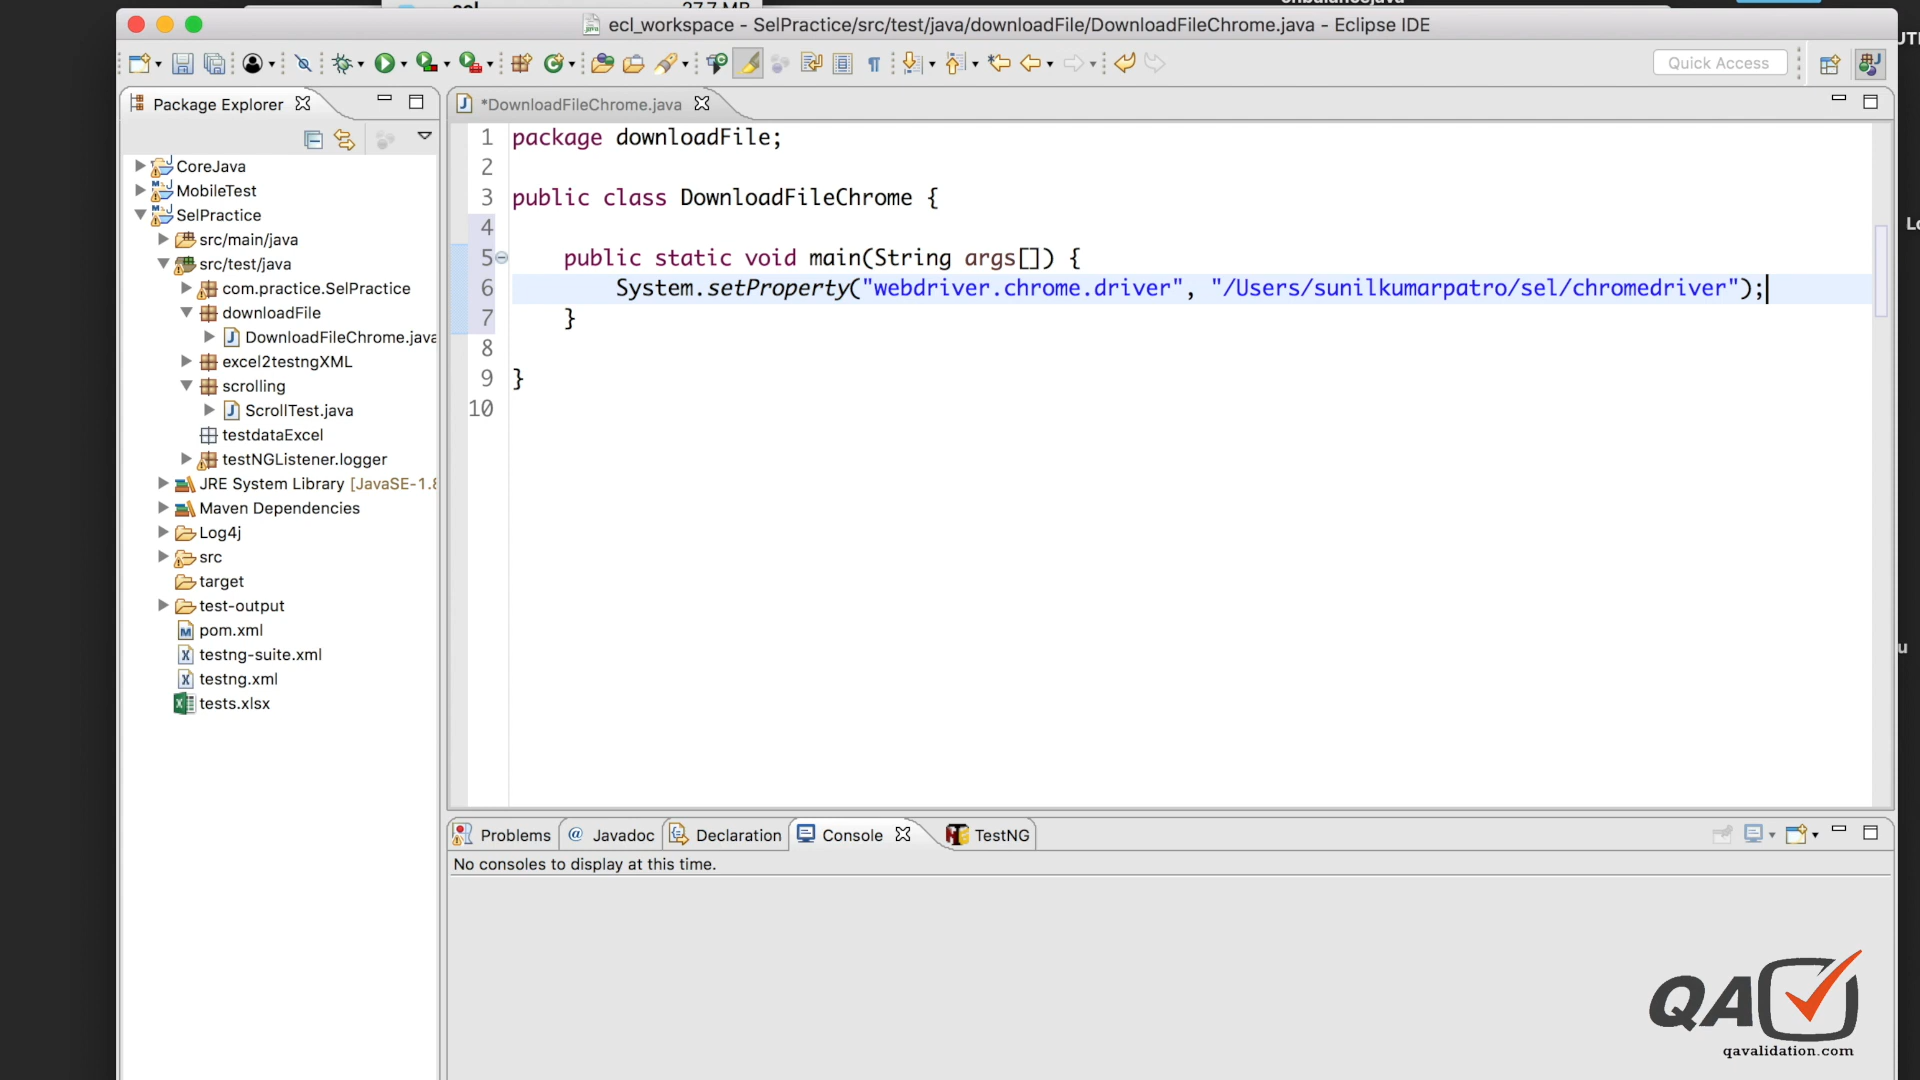 27.7 MB
ecl_workspace - SelPractice/src/test/java/downloadFile/DownloadFileChrome.java - Eclipse IDE
Quick Access
Package Explorer
*DownloadFileChrome.java
CoreJava
MobileTest
SelPractice
src/main/java
src/test/java
com.practice.SelPractice
downloadFile
DownloadFileChrome.java
excel2testngXML
scrolling
ScrollTest.java
testdataExcel
testNGListener.logger
JRE System Library [JavaSE-1.8
Maven Dependencies
Log4j
src
target
test-output
pom.xml
testng-suite.xml
testng.xml
tests.xlsx
1 package downloadFile;
2
3 public class DownloadFileChrome {
4
5 public static void main(String args[]) {
6 System.setProperty("webdriver.chrome.driver", "/Users/sunilkumarpatro/sel/chromedriver");
7 }
8
9 }
10
Problems @ Javadoc Declaration Console TestNG
No consoles to display at this time.
QA
qavalidation.com